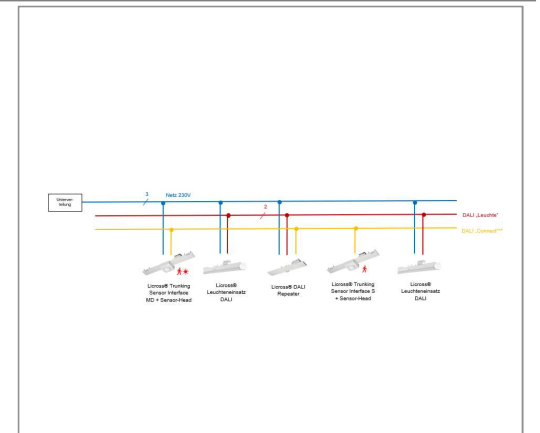 Unterver-
teilung
3
Netz 230V
2
DALI „Leuchte"
DALI „Connect"
Licross® Trunking
Sensor Interface
MD + Sensor-Head
Licross®
Leuchteneinsatz
DALI
Licross® DALI
Repeater
Licross® Trunking
Sensor Interface S
+ Sensor-Head
Licross®
Leuchteneinsatz
DALI